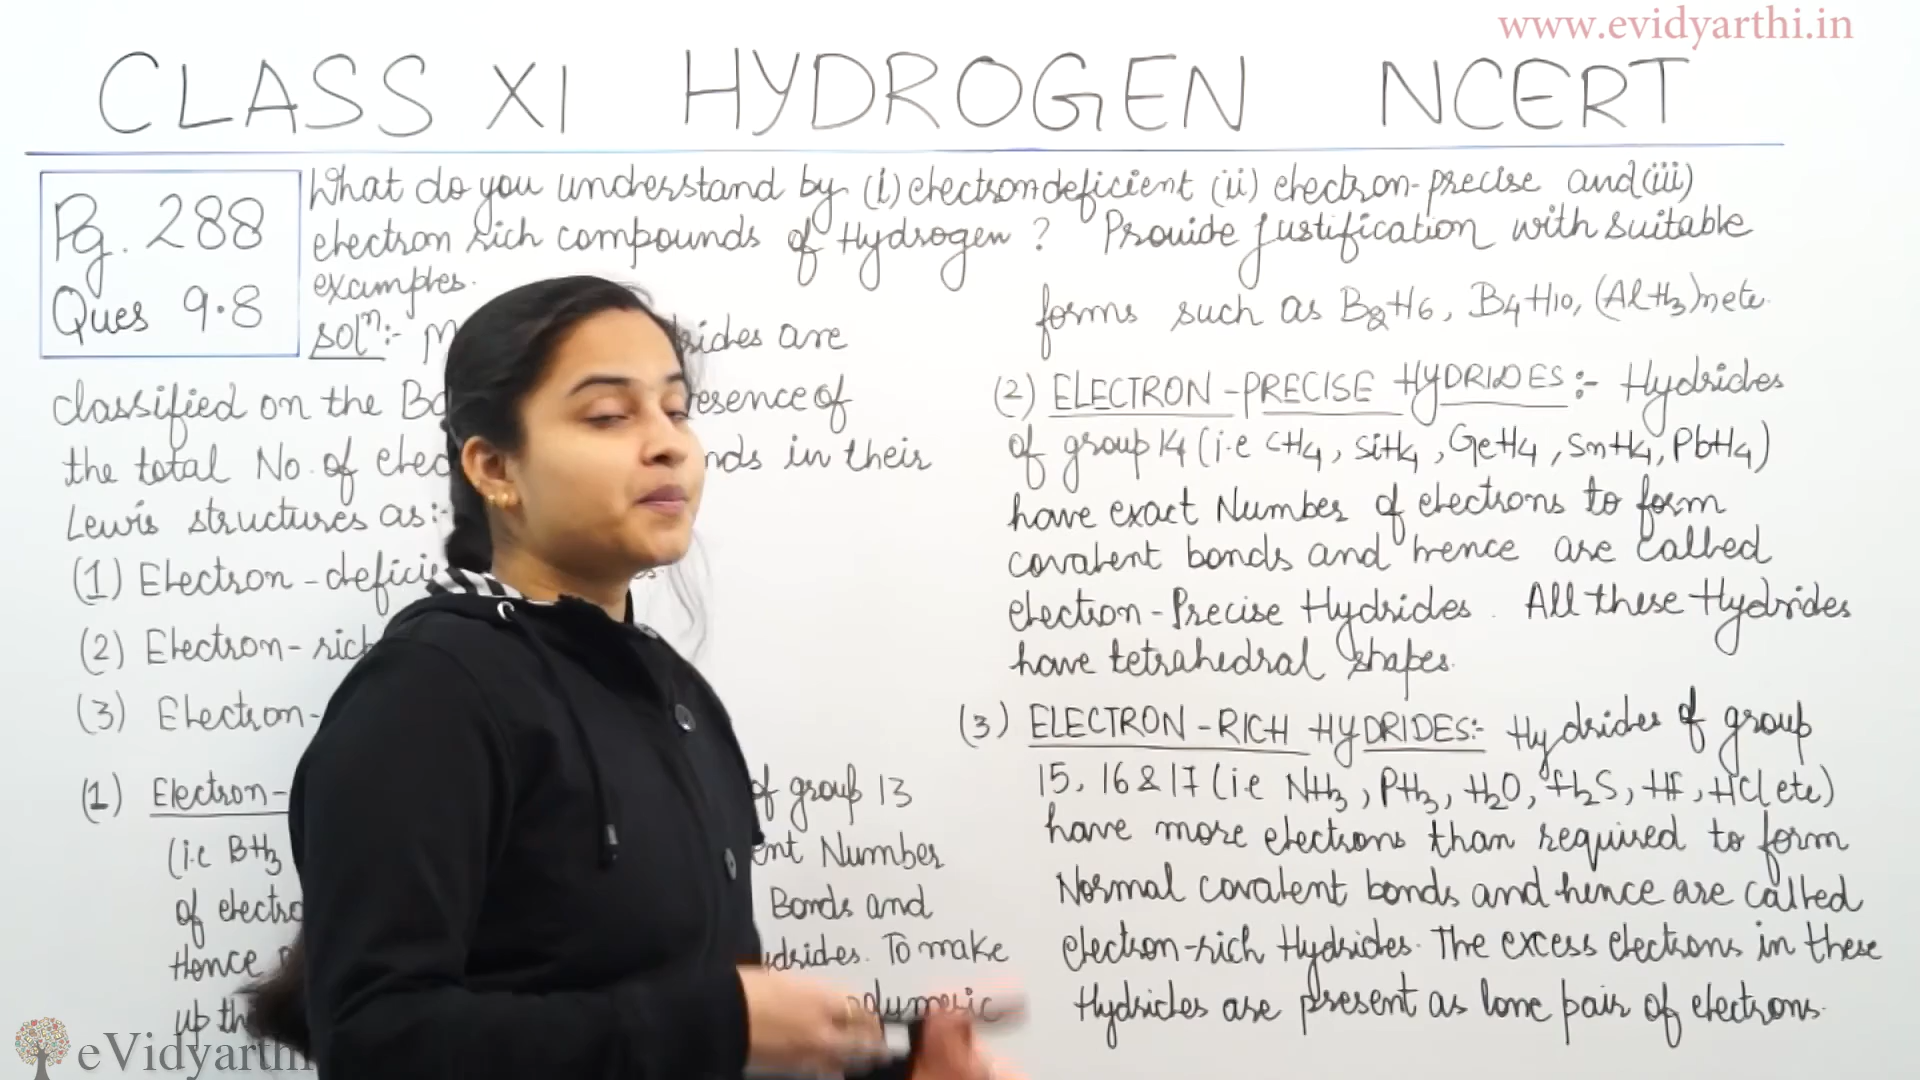 www.evidyarthi.in
CLASS XI HYDROGEN NCERT
Pg. 288
Ques 9.8
What do you understand by (i) electron-deficient (ii) electron-precise and (iii)
electron rich compounds of Hydrogen? Provide justification with suitable
examples.
solⁿ:- are
classified on the
the total No. of in their
Lewis structures as:-
(1) Electron-
(2) Electron-
(3) Electron-
(1) Electron- of group 13
(i.e BH3 Number
of Bonds and
Hence To make
up
forms such as B2H6, B4H10, (AlH3)n etc.
(2) ELECTRON-PRECISE HYDRIDES:- Hydrides
of group 14 (i.e CH4, SiH4, GeH4, SnH4, PbH4)
have exact Number of electrons to form
covalent bonds and hence are called
electron-Precise Hydrides. All these Hydrides
have tetrahedral shapes.
(3) ELECTRON-RICH HYDRIDES:- Hydrides of group
15, 16 & 17 (i.e NH3, PH3, H2O, H2S, HF, HCl etc)
have more electrons than required to form
Normal covalent bonds and hence are called
electron-rich Hydrides. The excess electrons in these
Hydrides are present as lone pair of electrons.
eVidyarthi